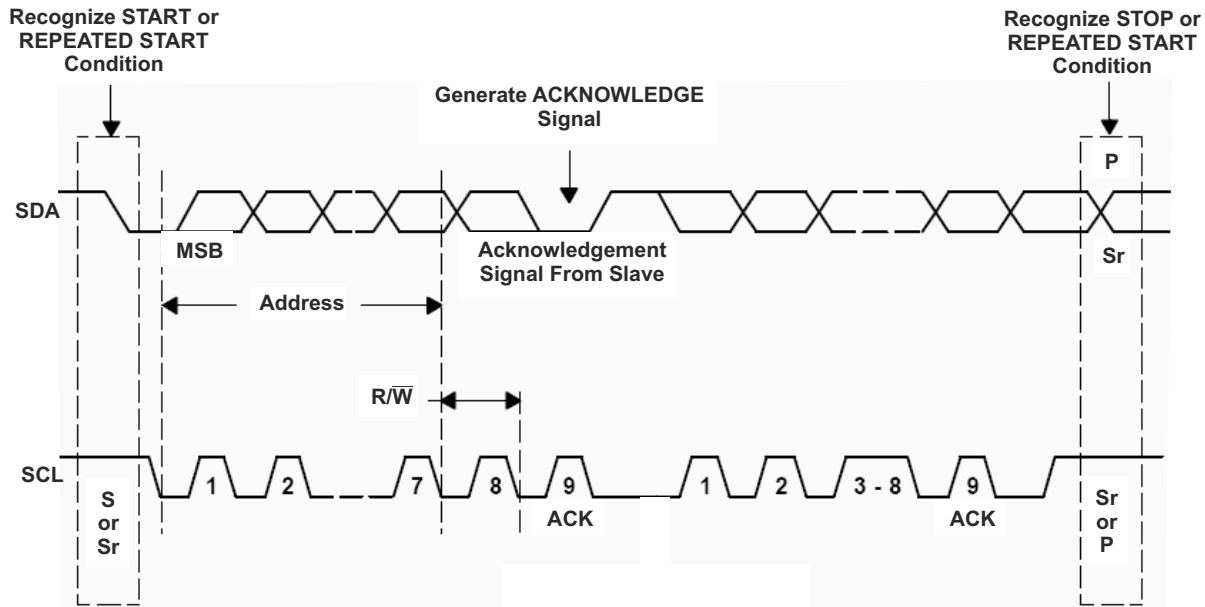 Recognize START or
REPEATED START
Condition
Recognize STOP or
REPEATED START
Condition
Generate ACKNOWLEDGE
Signal
P
SDA
MSB
Acknowledgement
Signal From Slave
Sr
Address
R/W̅
SCL
1 2 7 8 9 1 2 3 - 8 9
S
or
Sr
ACK
ACK
Sr
or
P